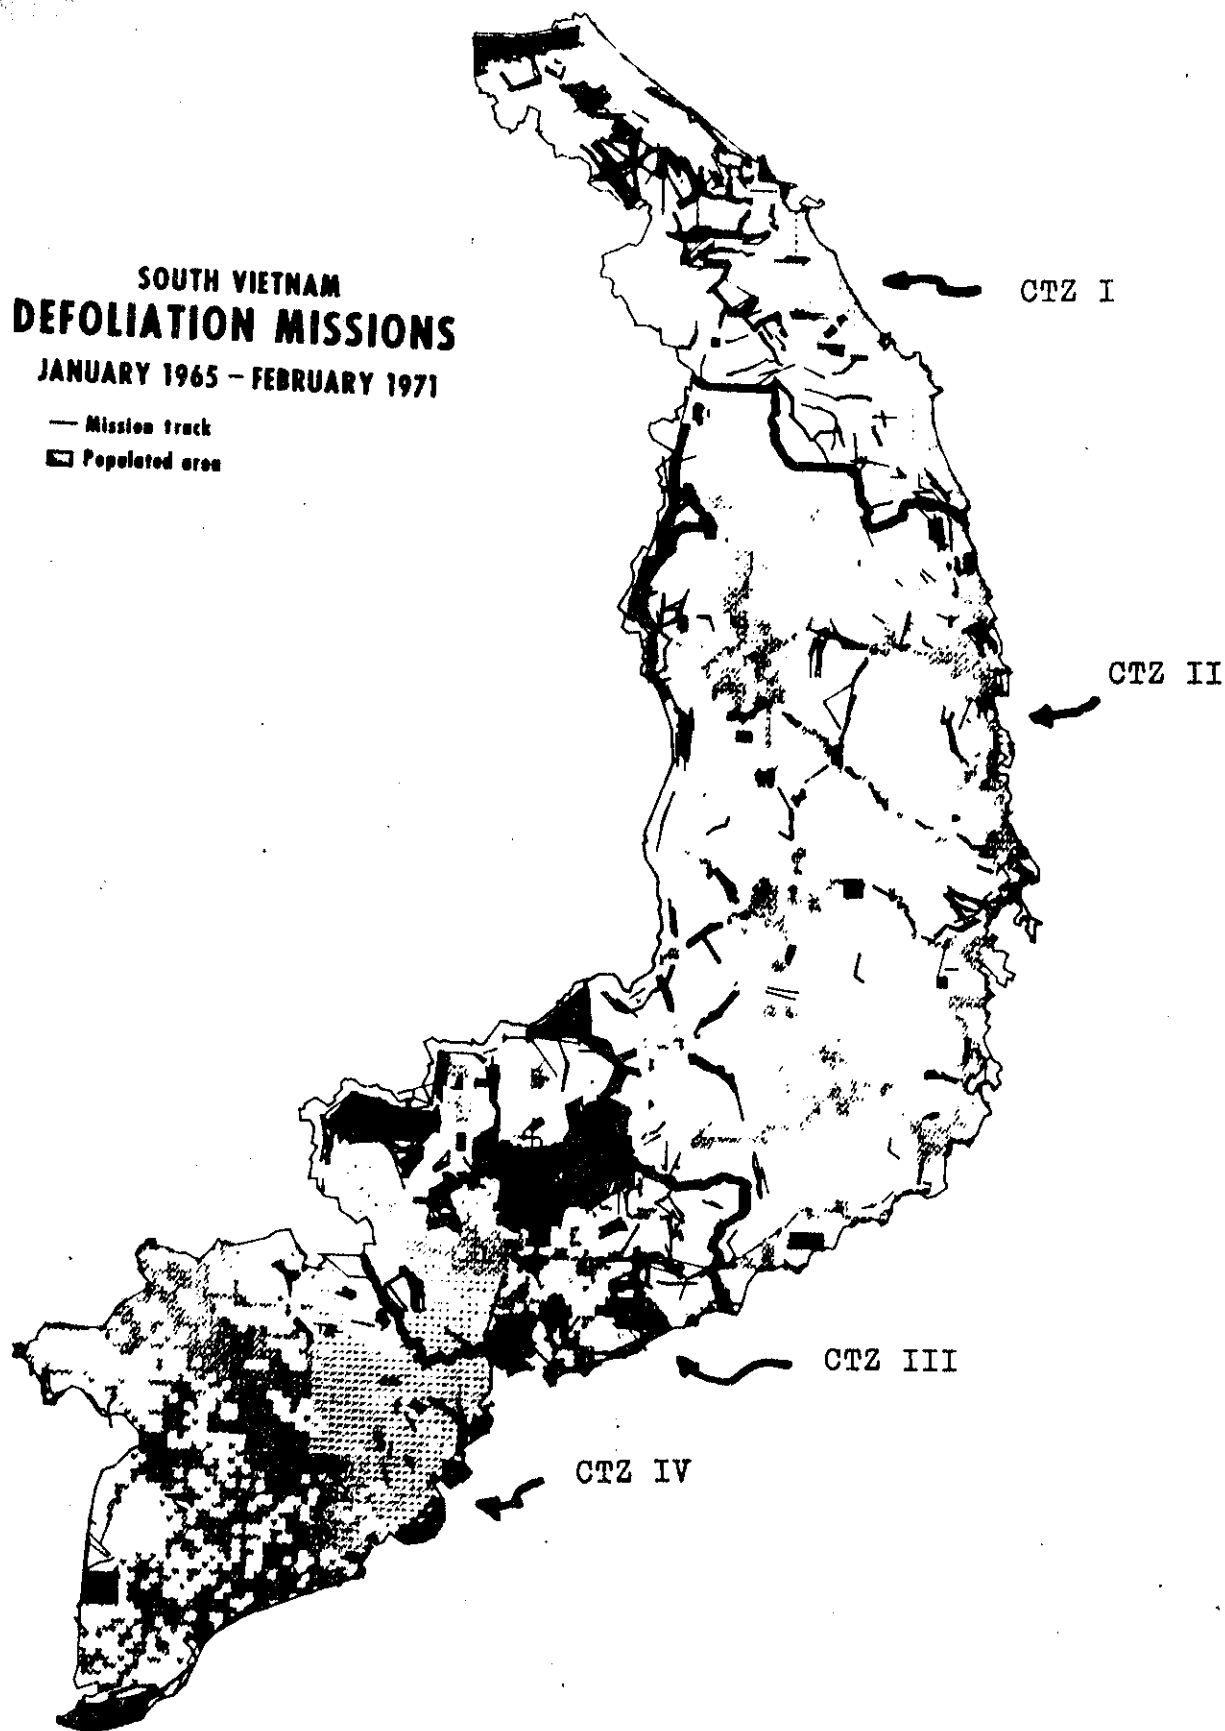 SOUTH VIETNAM
DEFOLIATION MISSIONS
JANUARY 1965 – FEBRUARY 1971
— Mission track
Populated area
CTZ I
CTZ II
CTZ III
CTZ IV